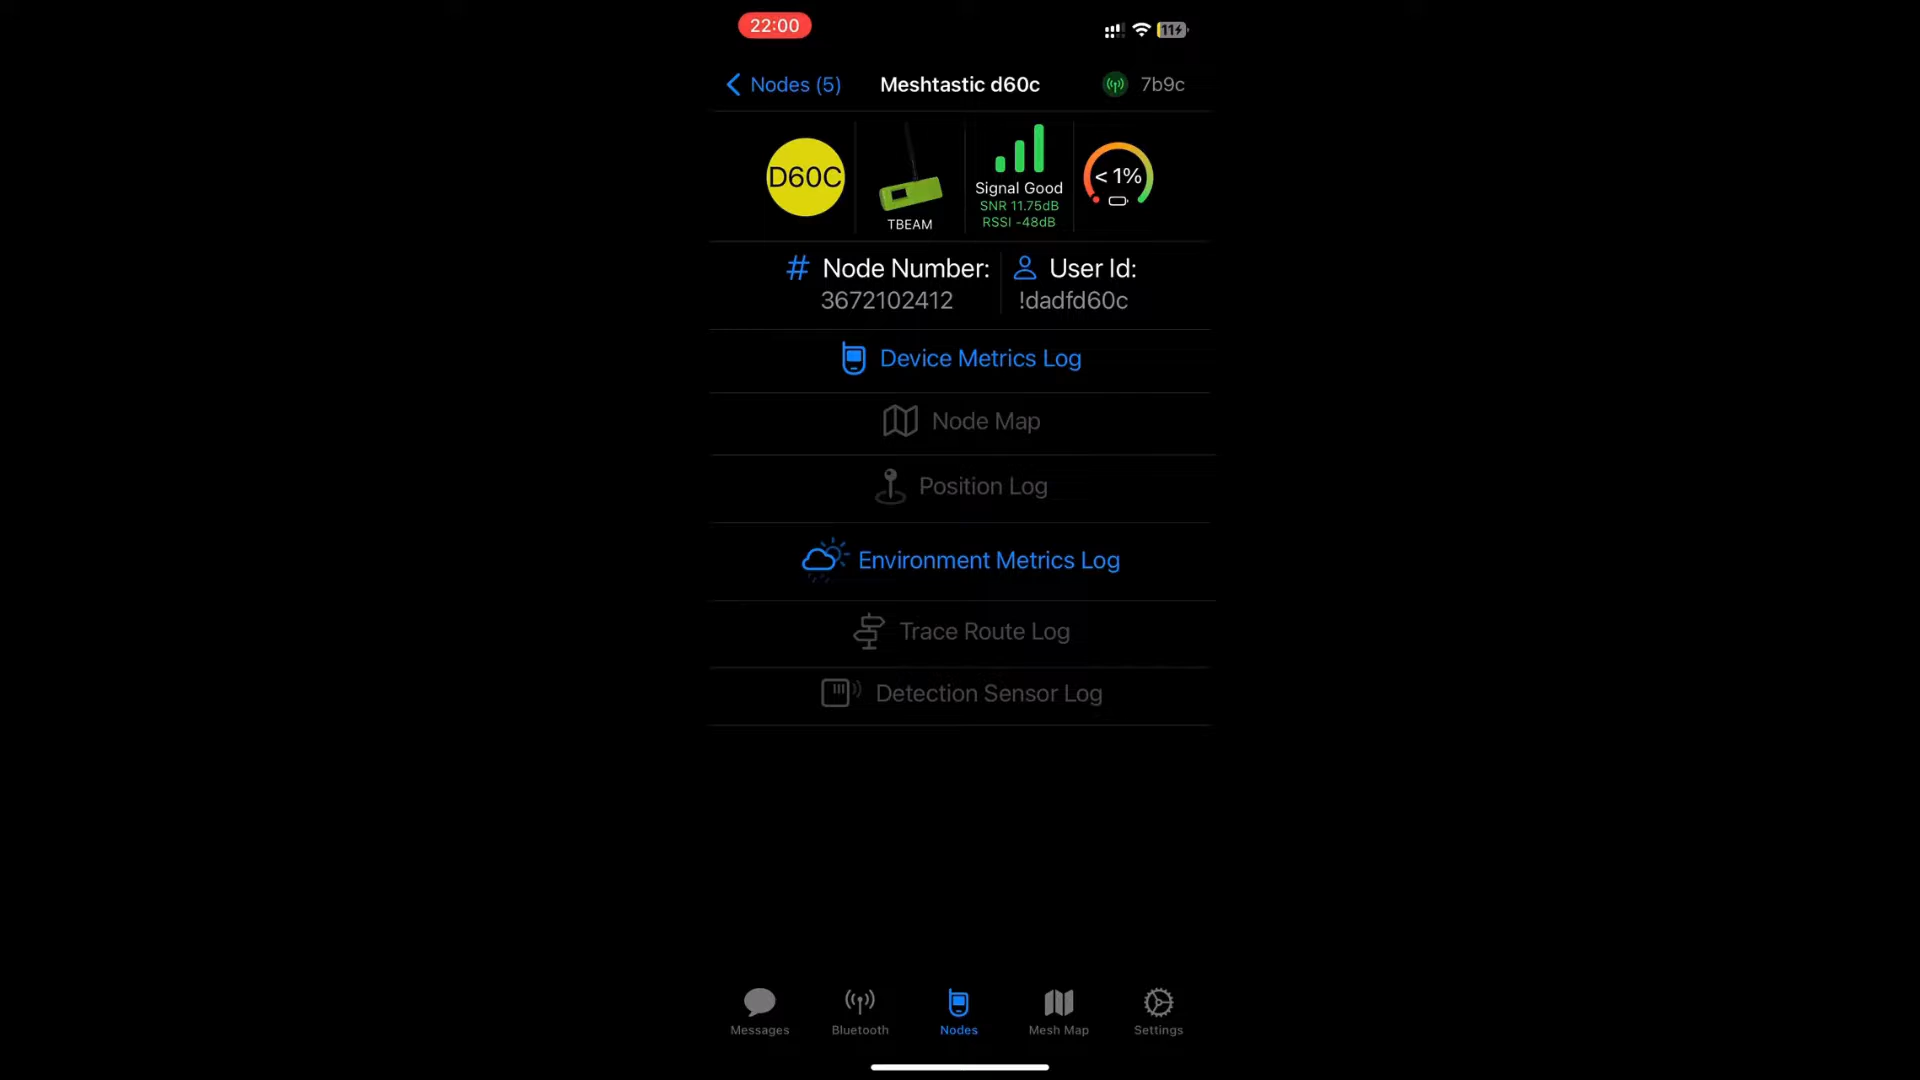 22:00
11
Nodes (5)
Meshtastic d60c
7b9c
D60C
TBEAM
Signal Good
SNR 11.75dB
RSSI -48dB
< 1%
# Node Number:
3672102412
User Id:
!dadfd60c
Device Metrics Log
Node Map
Position Log
Environment Metrics Log
Trace Route Log
Detection Sensor Log
Messages
Bluetooth
Nodes
Mesh Map
Settings